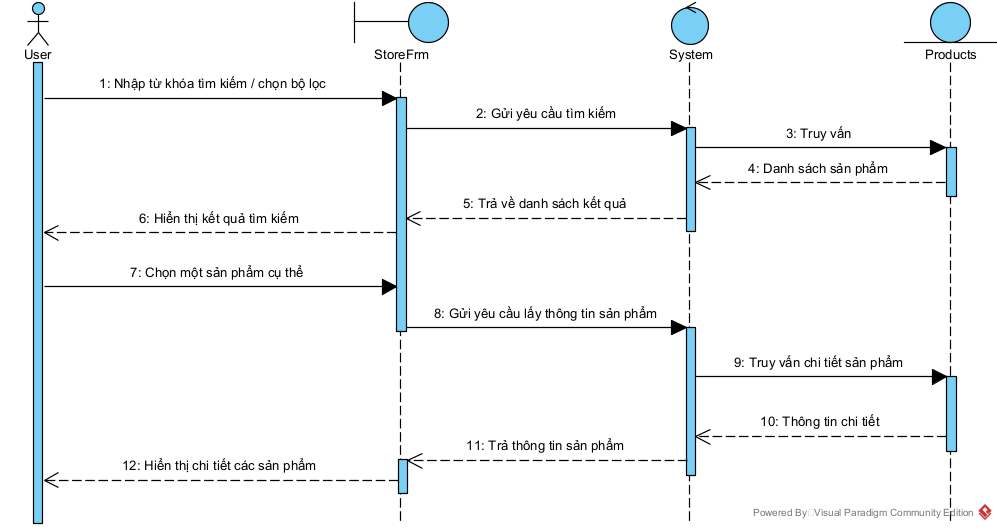 User
StoreFrm
System
Products
1: Nhập từ khóa tìm kiếm / chọn bộ lọc
2: Gửi yêu cầu tìm kiếm
3: Truy vấn
4: Danh sách sản phẩm
5: Trả về danh sách kết quả
6: Hiển thị kết quả tìm kiếm
7: Chọn một sản phẩm cụ thể
8: Gửi yêu cầu lấy thông tin sản phẩm
9: Truy vấn chi tiết sản phẩm
10: Thông tin chi tiết
11: Trả thông tin sản phẩm
12: Hiển thị chi tiết các sản phẩm
Powered By Visual Paradigm Community Edition